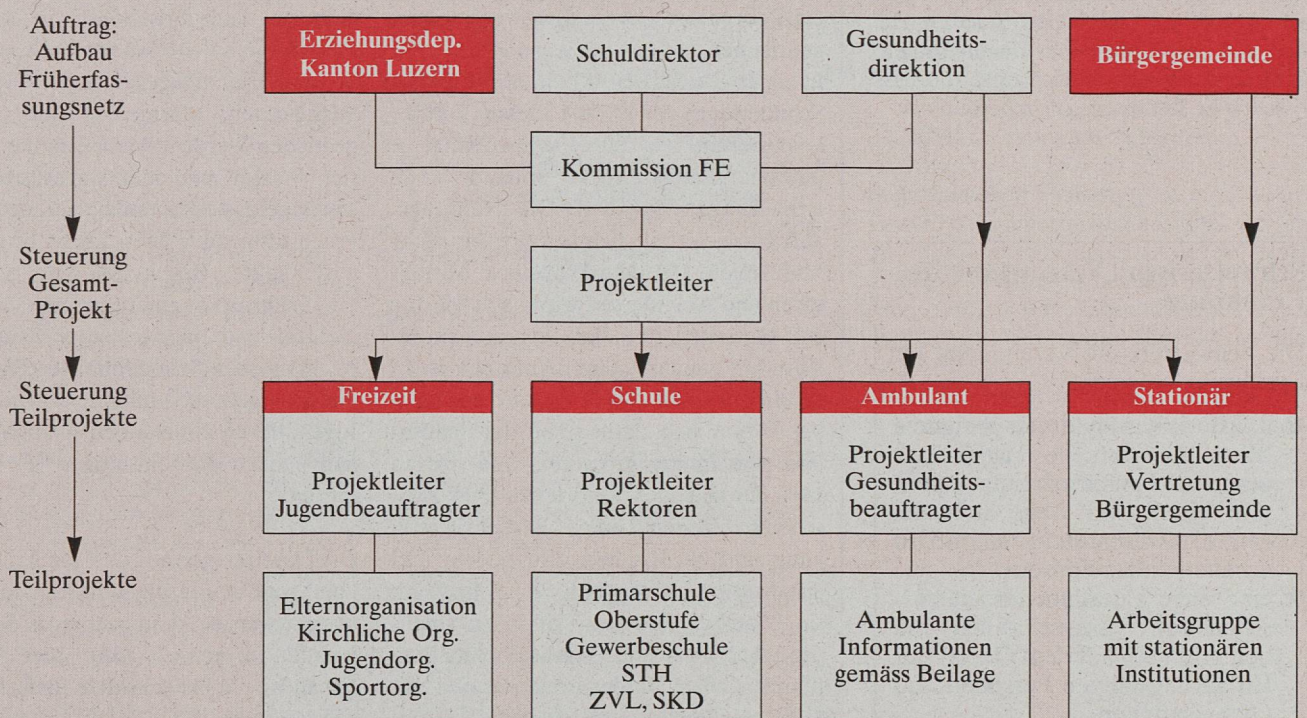 Auftrag:
Aufbau
Früherfas-
sungsnetz
Erziehungsdep.
Kanton Luzern
Schuldirektor
Gesundheits-
direktion
Bürgergemeinde
Kommission FE
Steuerung
Gesamt-
Projekt
Projektleiter
Steuerung
Teilprojekte
Freizeit
Projektleiter
Jugendbeauftragter
Schule
Projektleiter
Rektoren
Ambulant
Projektleiter
Gesundheits-
beauftragter
Stationär
Projektleiter
Vertretung
Bürgergemeinde
Teilprojekte
Elternorganisation
Kirchliche Org.
Jugendorg.
Sportorg.
Primarschule
Oberstufe
Gewerbeschule
STH
ZVL, SKD
Ambulante
Informationen
gemäss Beilage
Arbeitsgruppe
mit stationären
Institutionen